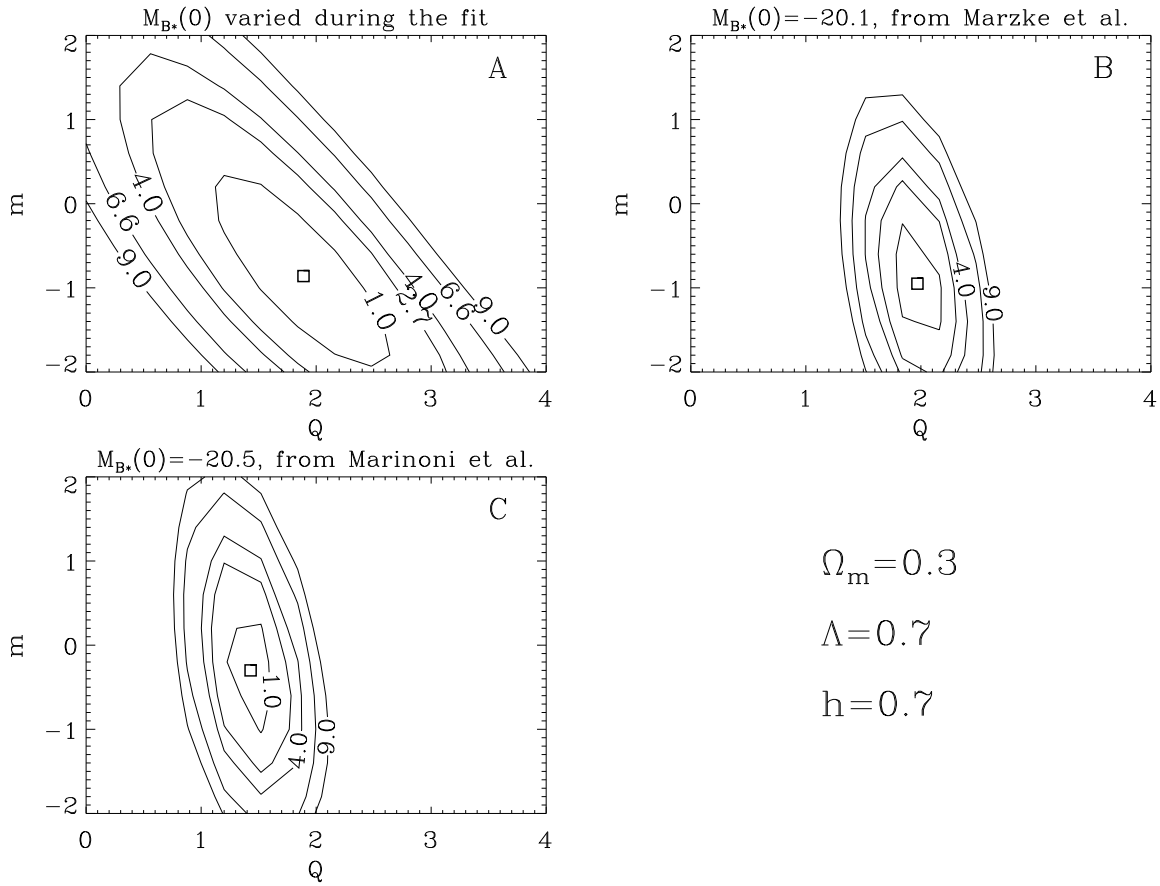 M_B*(0) varied during the fit
A
2
1
0
−1
−2
m
4.0
6.6
9.0
1.0
2.7
4.0
6.6
9.0
0 1 2 3 4
Q
M_B*(0)=−20.1, from Marzke et al.
B
2
1
0
−1
−2
m
4.0
9.0
0 1 2 3 4
Q
M_B*(0)=−20.5, from Marinoni et al.
C
2
1
0
−1
−2
m
1.0
4.0
9.0
0 1 2 3 4
Q
Ω_m=0.3
Λ=0.7
h=0.7